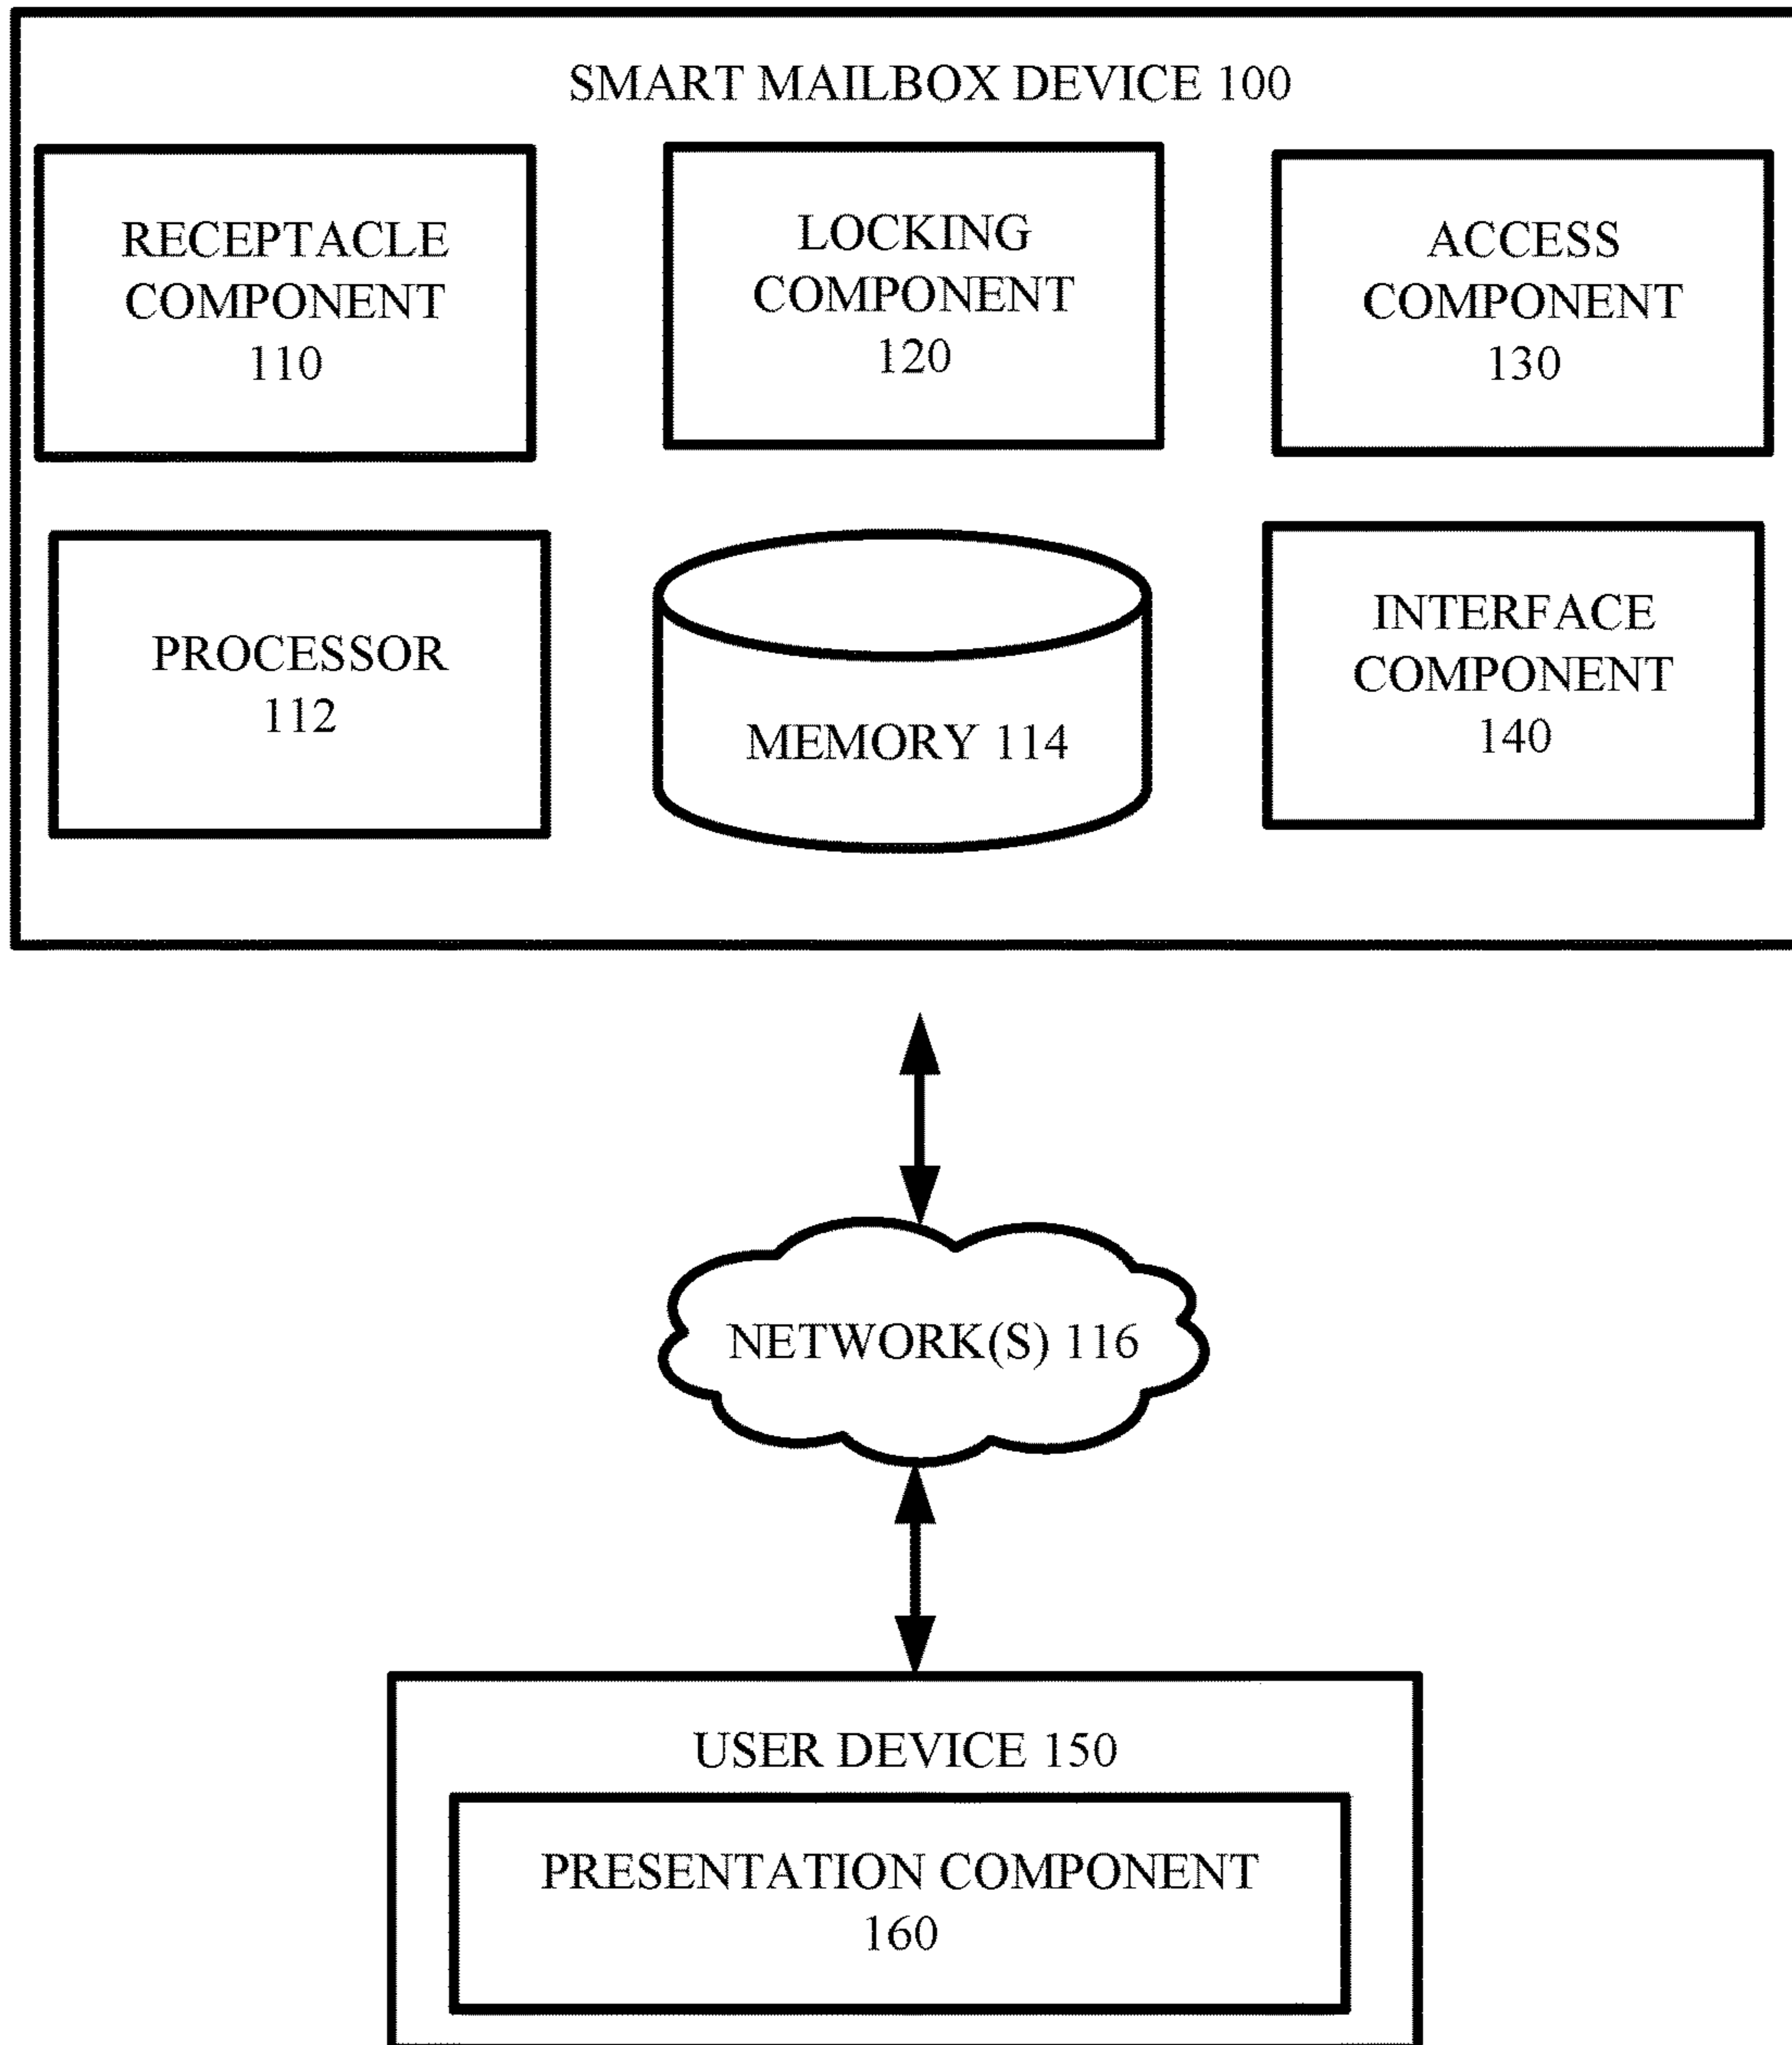 SMART MAILBOX DEVICE 100
RECEPTACLE
COMPONENT
110
LOCKING
COMPONENT
120
ACCESS
COMPONENT
130
PROCESSOR
112
MEMORY 114
INTERFACE
COMPONENT
140
NETWORK(S) 116
USER DEVICE 150
PRESENTATION COMPONENT
160